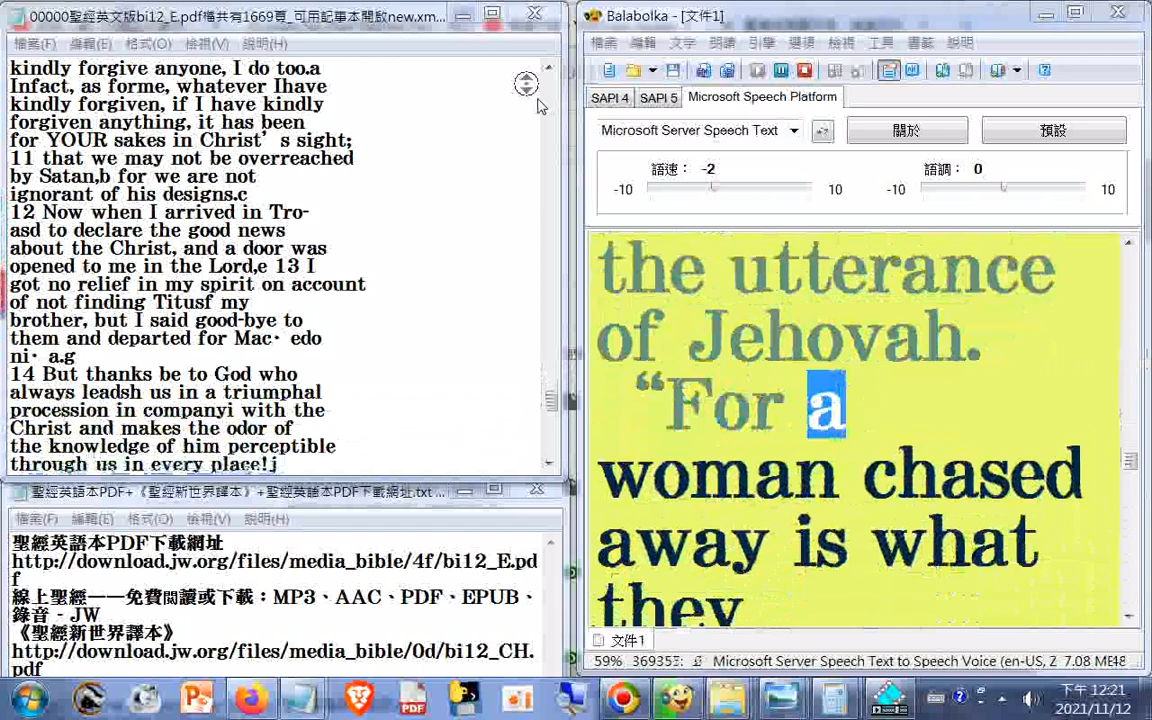 00000聖經英文版bi12_E.pdf檔共有1669頁_可用記事本開啟new.xm...
檔案(F) 編輯(E) 格式(O) 檢視(V) 說明(H)
kindly forgive anyone, I do too.a
Infact, as forme, whatever Ihave
kindly forgiven, if I have kindly
forgiven anything, it has been
for YOUR sakes in Christ’s sight;
11 that we may not be overreached
by Satan,b for we are not
ignorant of his designs.c
12 Now when I arrived in Tro-
asd to declare the good news
about the Christ, and a door was
opened to me in the Lord,e 13 I
got no relief in my spirit on account
of not finding Titusf my
brother, but I said good-bye to
them and departed for Mac· edo
ni· a.g
14 But thanks be to God who
always leadsh us in a triumphal
procession in companyi with the
Christ and makes the odor of
the knowledge of him perceptible
through us in every place!j
聖經英語本PDF+《聖經新世界譯本》+聖經英語本PDF下載網址.txt ...
檔案(F) 編輯(E) 格式(O) 檢視(V) 說明(H)
聖經英語本PDF下載網址
http://download.jw.org/files/media_bible/4f/bi12_E.pd
f
線上聖經──免費閱讀或下載：MP3、AAC、PDF、EPUB、
錄音 - JW
《聖經新世界譯本》
http://download.jw.org/files/media_bible/0d/bi12_CH.
pdf
Balabolka - [文件1]
檔案 編輯 文字 朗讀 引擎 選項 檢視 工具 書籤 說明
SAPI 4 SAPI 5 Microsoft Speech Platform
Microsoft Server Speech Text 關於 預設
語速： -2 語調： 0
-10 10 -10 10
the utterance
of Jehovah.
“For a
woman chased
away is what
they
文件1
59% Microsoft Server Speech Text to Speech Voice (en-US, Z 7.08 ME48
下午 12:21
2021/11/12